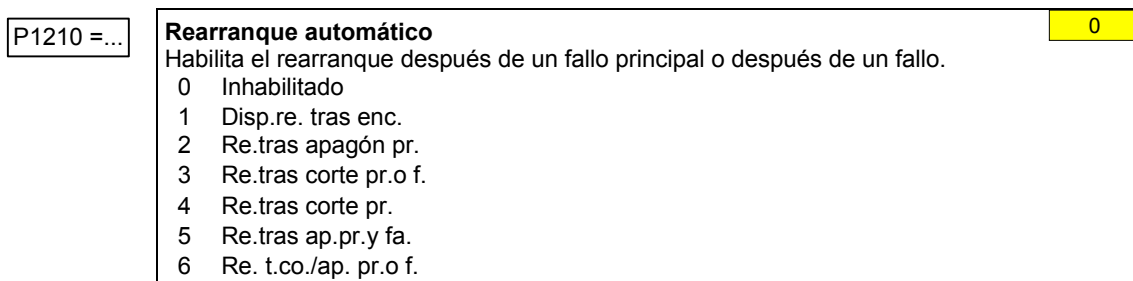 P1210 =...
Rearranque automático
0
Habilita el rearranque después de un fallo principal o después de un fallo.
0 Inhabilitado
1 Disp.re. tras enc.
2 Re.tras apagón pr.
3 Re.tras corte pr.o f.
4 Re.tras corte pr.
5 Re.tras ap.pr.y fa.
6 Re. t.co./ap. pr.o f.